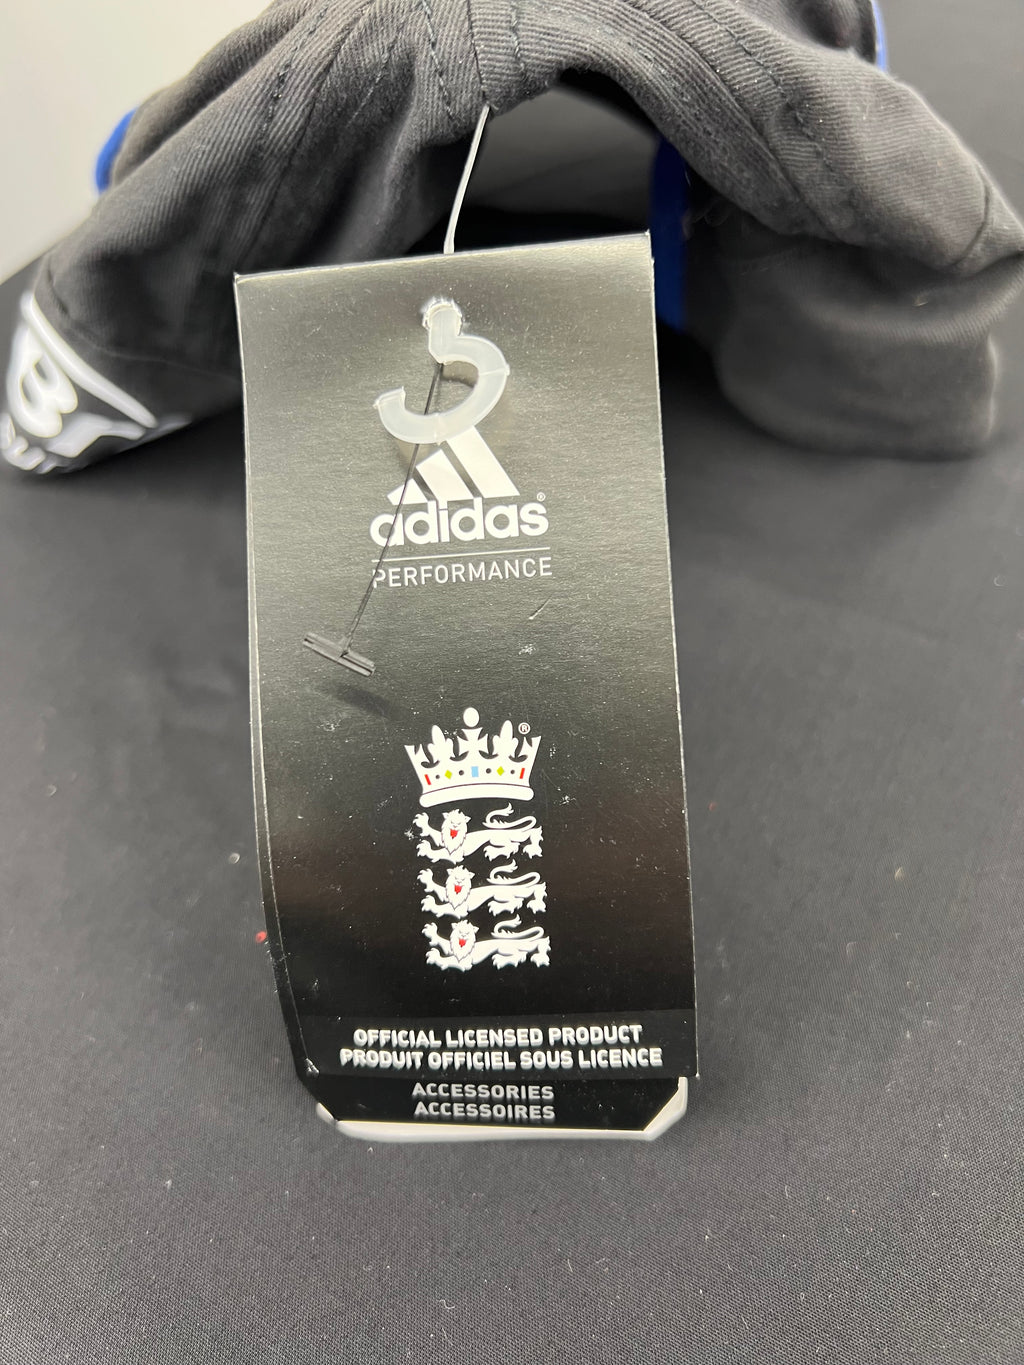 adidas®
PERFORMANCE
®
OFFICIAL LICENSED PRODUCT
PRODUIT OFFICIEL SOUS LICENCE
ACCESSORIES
ACCESSOIRES